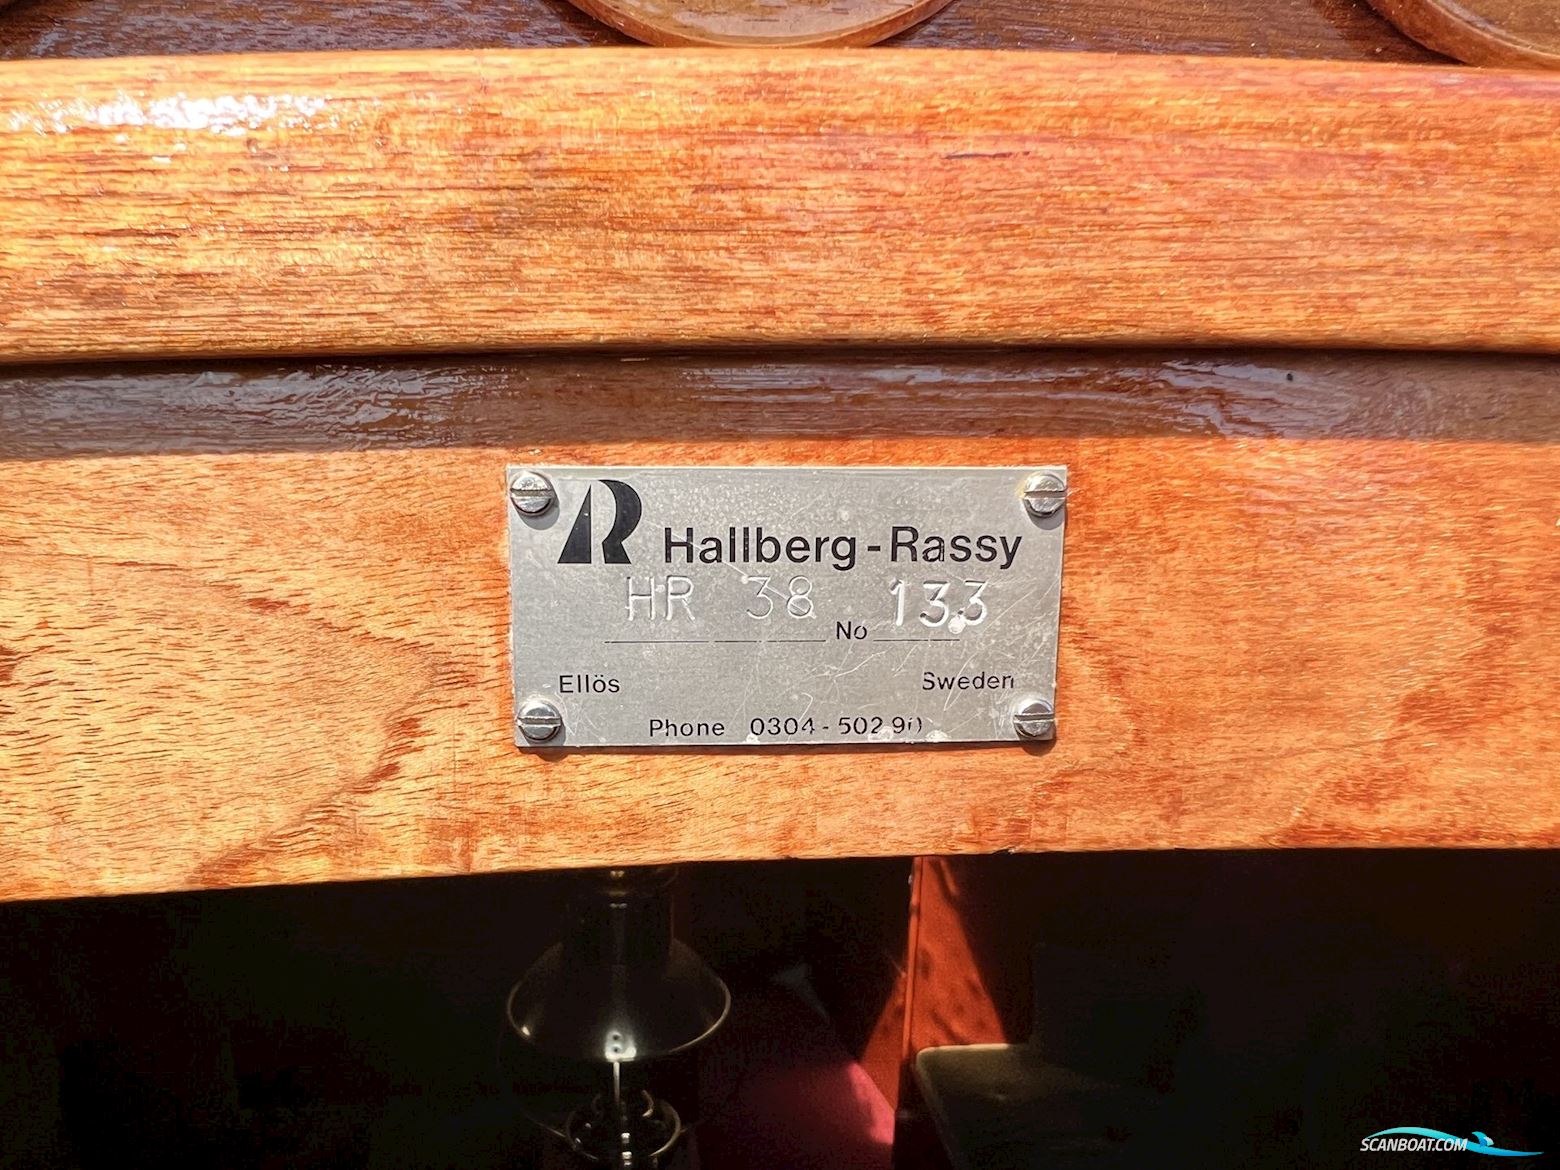 R Hallberg-Rassy
HR 38 No 133
Ellös Sweden
Phone 0304-502 90
SCANBOAT.COM